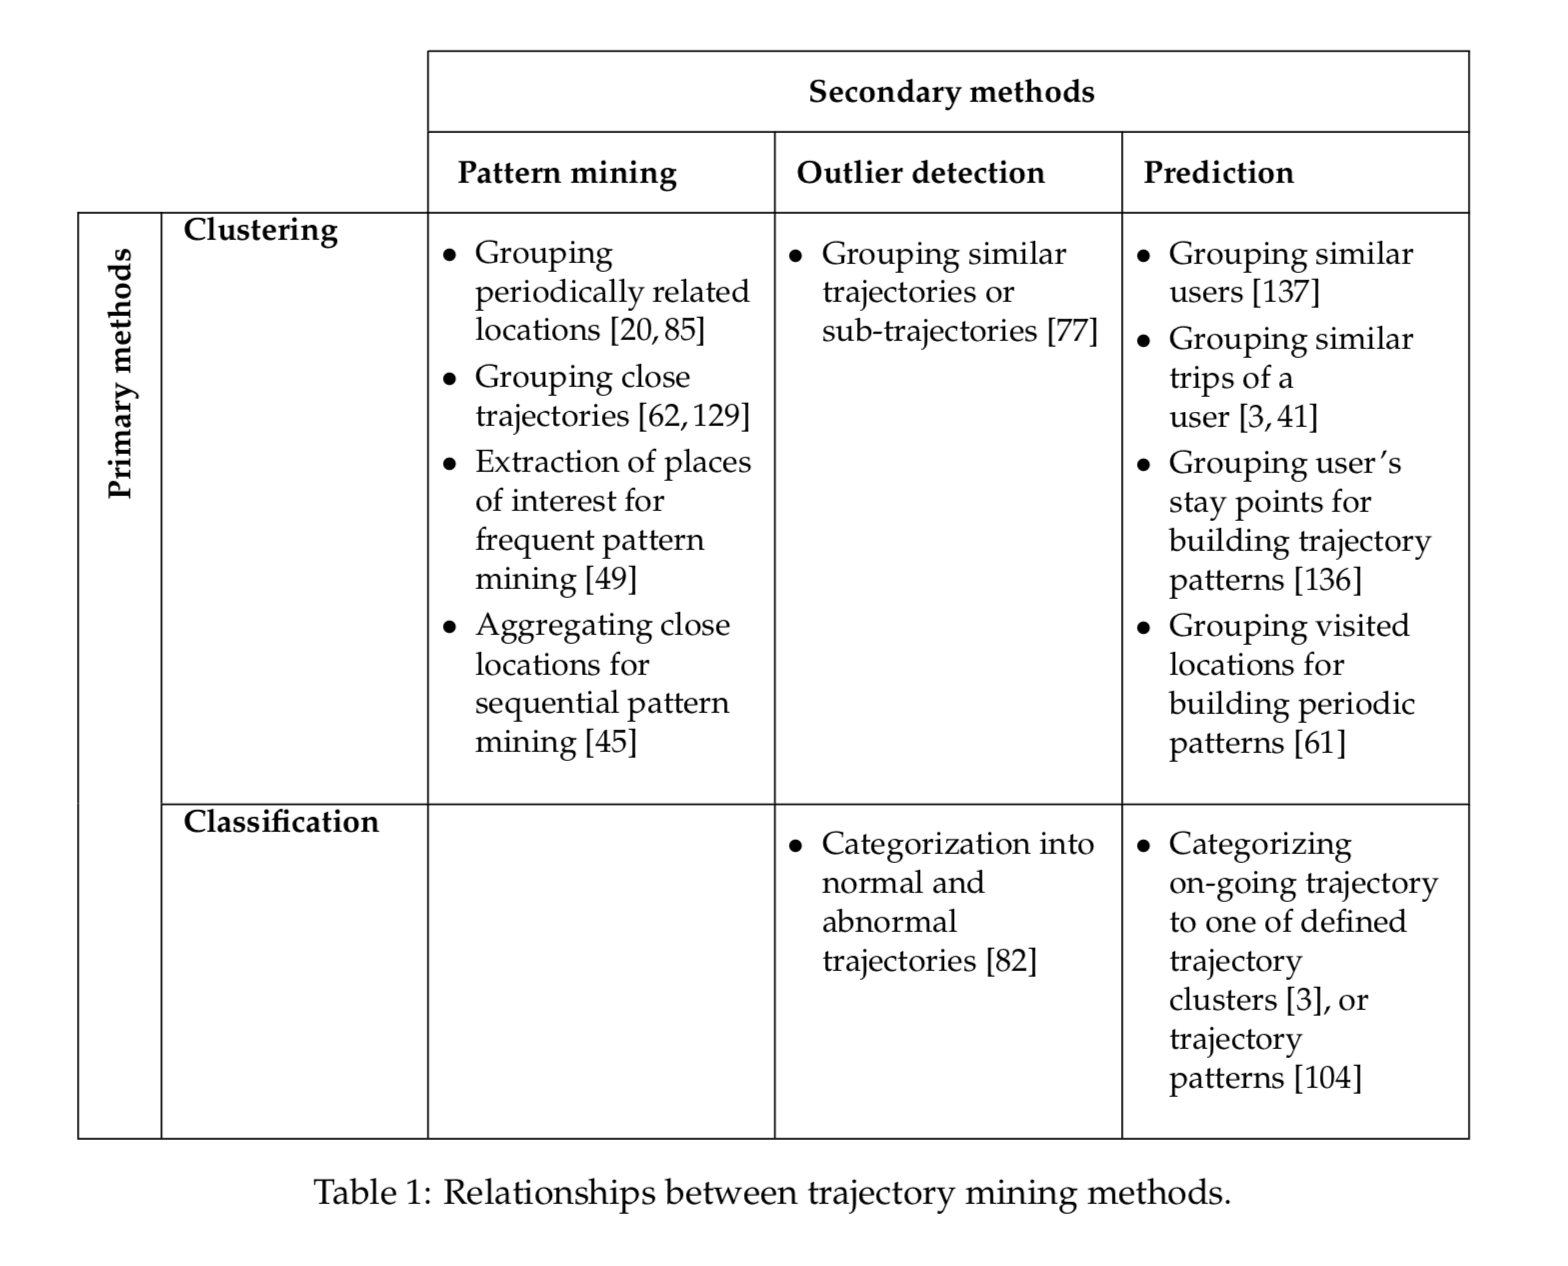 Secondary methods
Pattern mining
Outlier detection
Prediction
Primary methods
Clustering
• Grouping
periodically related
locations [20, 85]
• Grouping close
trajectories [62, 129]
• Extraction of places
of interest for
frequent pattern
mining [49]
• Aggregating close
locations for
sequential pattern
mining [45]
• Grouping similar
trajectories or
sub-trajectories [77]
• Grouping similar
users [137]
• Grouping similar
trips of a
user [3, 41]
• Grouping user's
stay points for
building trajectory
patterns [136]
• Grouping visited
locations for
building periodic
patterns [61]
Classification
• Categorization into
normal and
abnormal
trajectories [82]
• Categorizing
on-going trajectory
to one of defined
trajectory
clusters [3], or
trajectory
patterns [104]
Table 1: Relationships between trajectory mining methods.